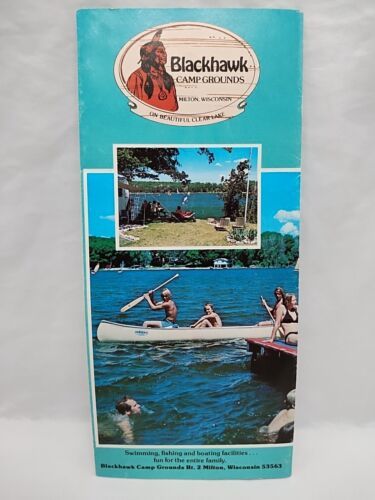 Blackhawk
CAMP GROUNDS
MILTON, WISCONSIN
ON BEAUTIFUL CLEAR LAKE
Swimming, fishing and boating facilities . . .
fun for the entire family.
Blackhawk Camp Grounds Rt. 2 Milton, Wisconsin 53563